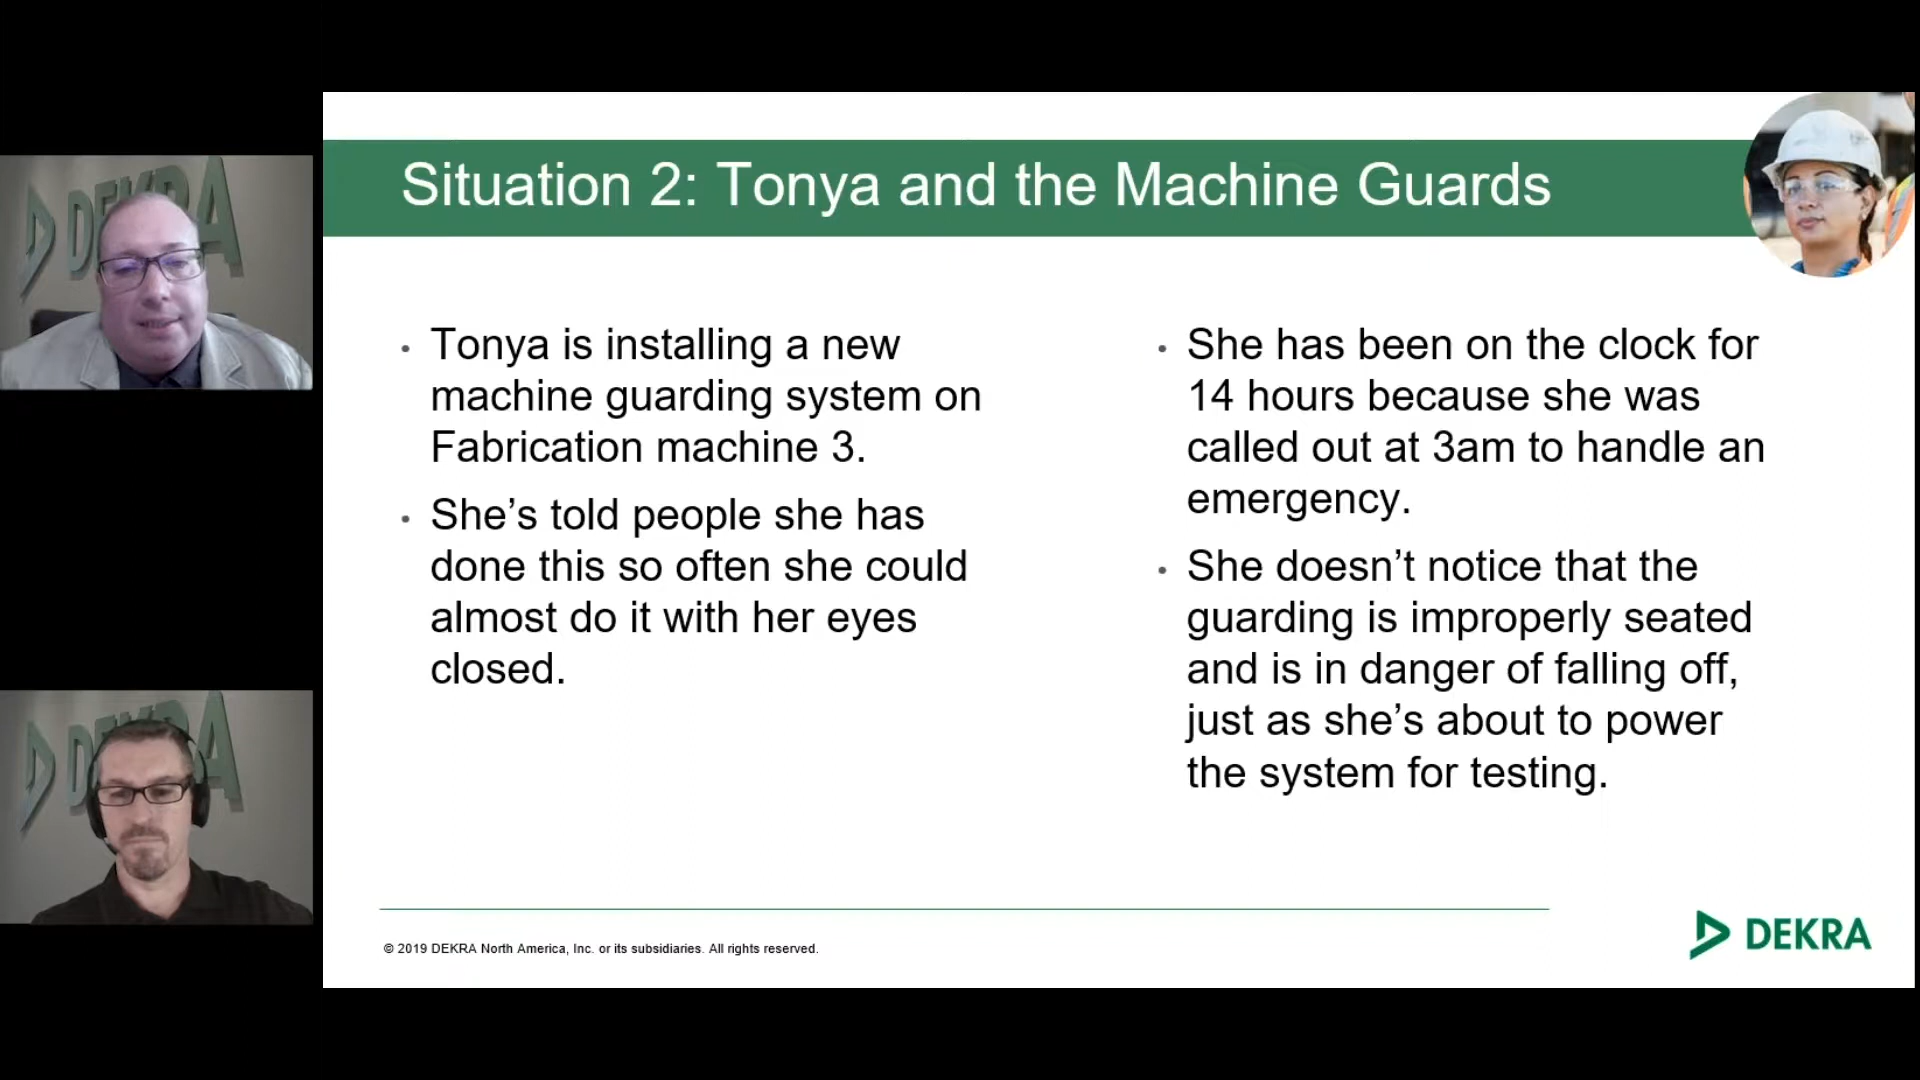 Situation 2: Tonya and the Machine Guards
• Tonya is installing a new
machine guarding system on
Fabrication machine 3.
• She’s told people she has
done this so often she could
almost do it with her eyes
closed.
• She has been on the clock for
14 hours because she was
called out at 3am to handle an
emergency.
• She doesn’t notice that the
guarding is improperly seated
and is in danger of falling off,
just as she’s about to power
the system for testing.
© 2019 DEKRA North America, Inc. or its subsidiaries. All rights reserved.
DEKRA
DEKRA
DEKRA